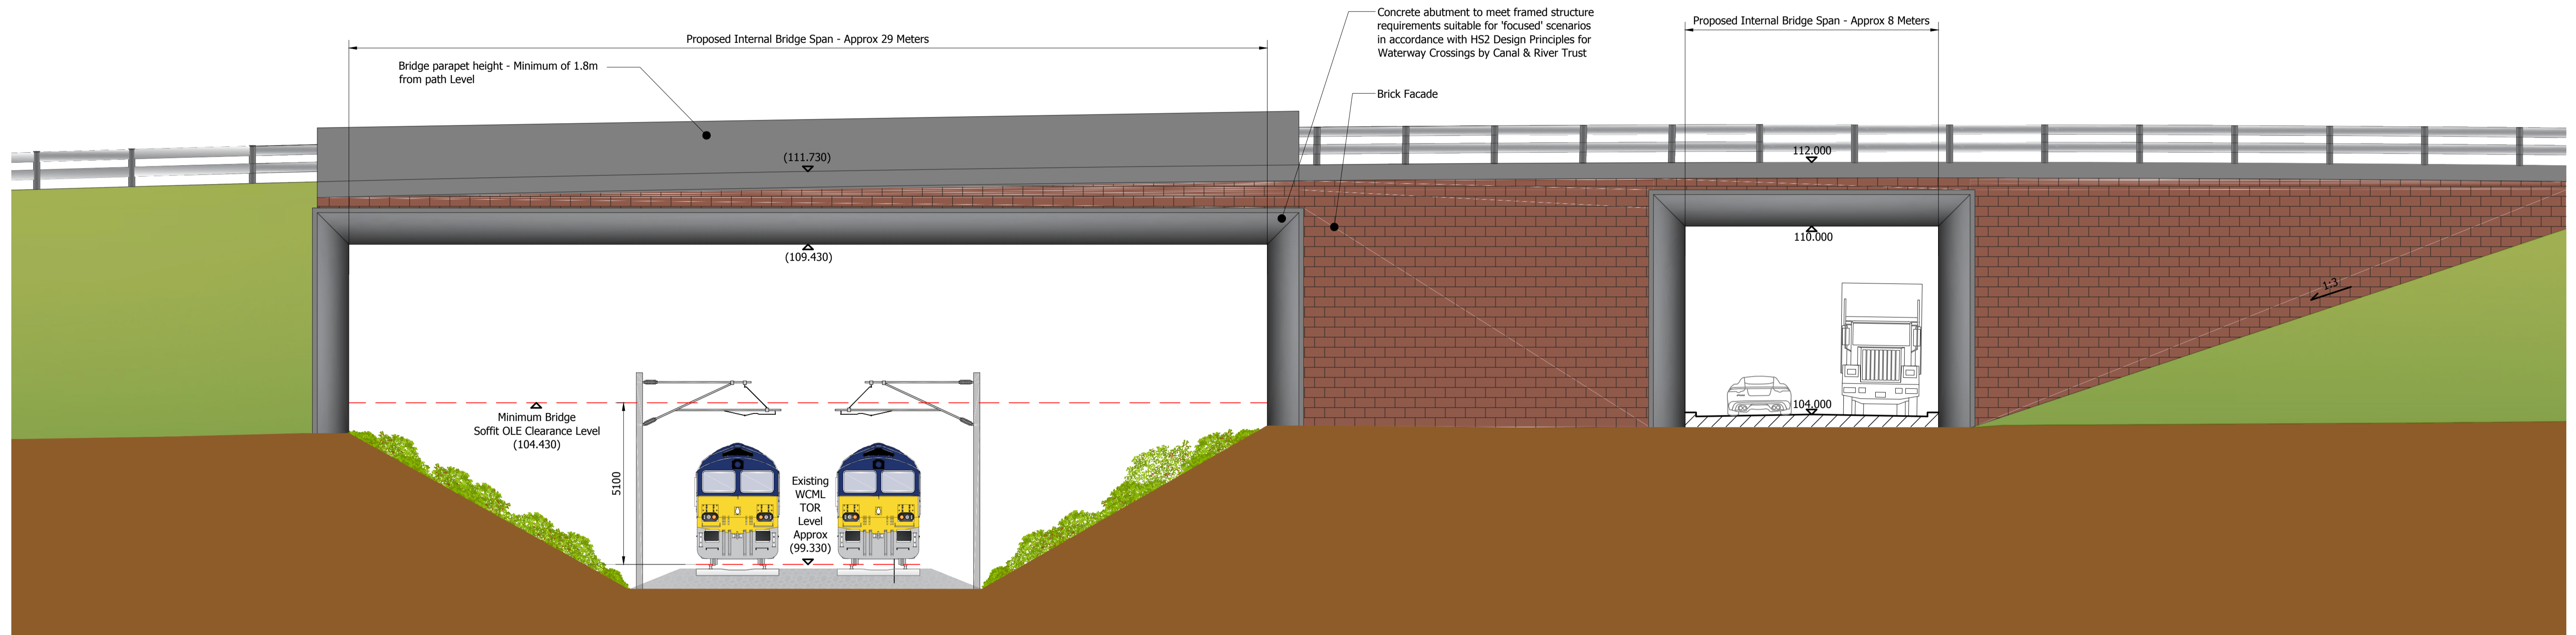 Proposed Internal Bridge Span - Approx 29 Meters
Bridge parapet height - Minimum of 1.8m
from path Level
Concrete abutment to meet framed structure
requirements suitable for 'focused' scenarios
in accordance with HS2 Design Principles for
Waterway Crossings by Canal & River Trust
Brick Facade
Proposed Internal Bridge Span - Approx 8 Meters
(111.730)
112.000
(109.430)
110.000
1:3
Minimum Bridge
Soffit OLE Clearance Level
(104.430)
104.000
5100
Existing
WCML
TOR
Level
Approx
(99.330)